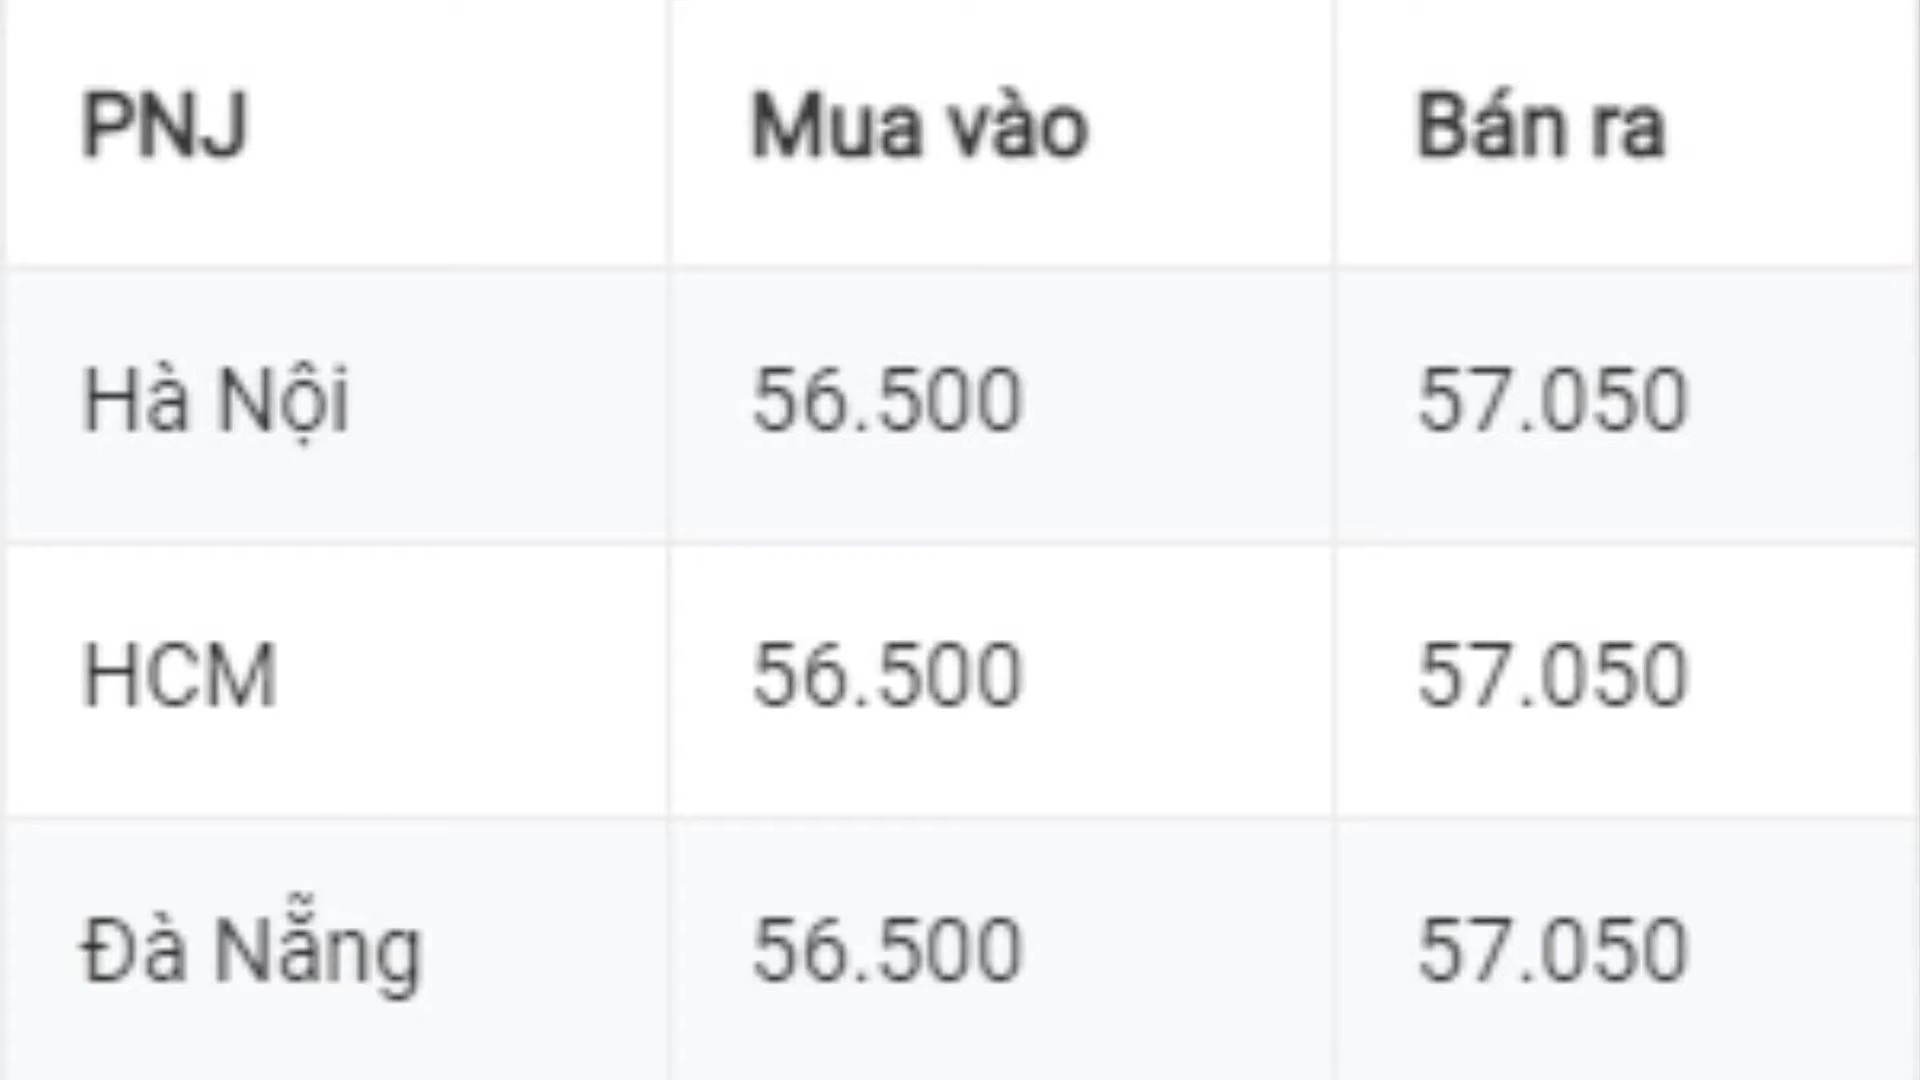 PNJ Mua vào Bán ra
Hà Nội 56.500 57.050
HCM 56.500 57.050
Đà Nẵng 56.500 57.050